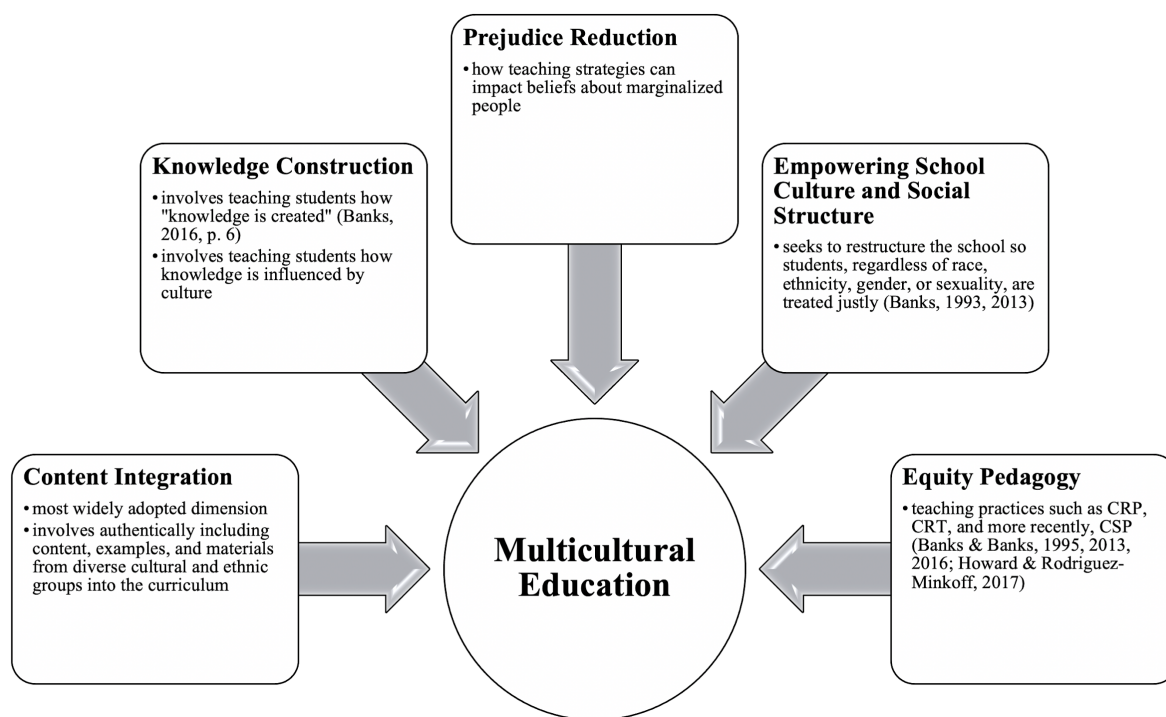 Prejudice Reduction
•how teaching strategies can
impact beliefs about marginalized
people
Knowledge Construction
•involves teaching students how
"knowledge is created" (Banks,
2016, p. 6)
•involves teaching students how
knowledge is influenced by
culture
Empowering School
Culture and Social
Structure
•seeks to restructure the school so
students, regardless of race,
ethnicity, gender, or sexuality, are
treated justly (Banks, 1993, 2013)
Content Integration
•most widely adopted dimension
•involves authentically including
content, examples, and materials
from diverse cultural and ethnic
groups into the curriculum
Multicultural
Education
Equity Pedagogy
•teaching practices such as CRP,
CRT, and more recently, CSP
(Banks & Banks, 1995, 2013,
2016; Howard & Rodriguez-
Minkoff, 2017)